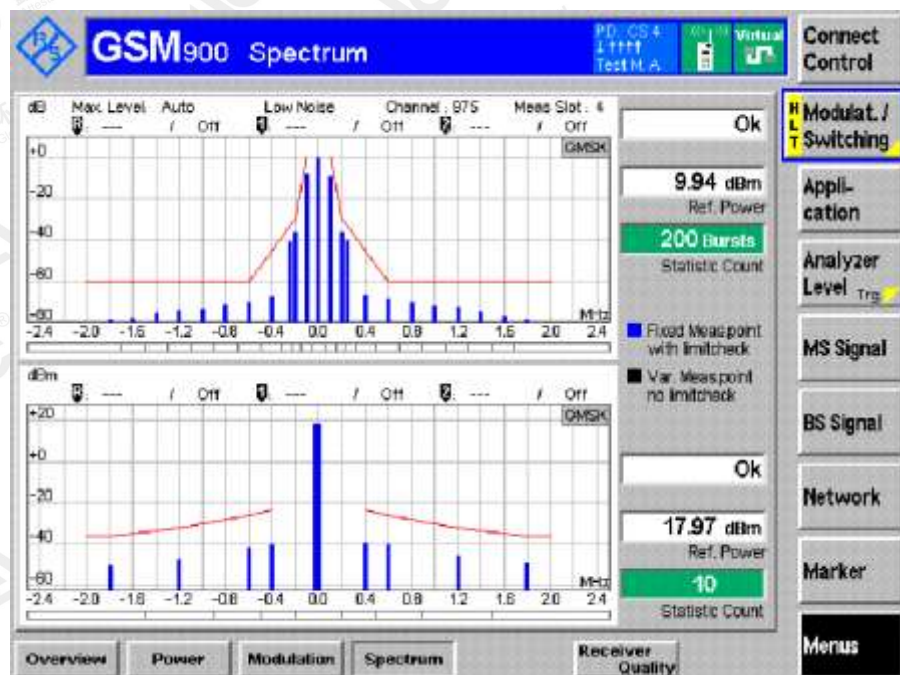 GSM900 Spectrum
PD. CS4
Test M. A.
Virtual
Connect
Control
dB Max. Level Auto Low Noise Channel : 975 Meas Slot : 4
--- / Off --- / Off --- / Off
GMSK
+0
-20
-40
-60
-80
MHz
-2.4 -2.0 -1.6 -1.2 -0.8 -0.4 0.0 0.4 0.8 1.2 1.6 2.0 2.4
Ok
9.94 dBm
Ref. Power
200 Bursts
Statistic Count
Fixed Measpoint
with limitcheck
Var. Measpoint
no limitcheck
dBm
--- / Off --- / Off --- / Off
GMSK
+20
+0
-20
-40
-60
MHz
-2.4 -2.0 -1.6 -1.2 -0.8 -0.4 0.0 0.4 0.8 1.2 1.6 2.0 2.4
Ok
17.97 dBm
Ref. Power
10
Statistic Count
HLT
Modulat. /
Switching
Appli-
cation
Analyzer
Level Trg
MS Signal
BS Signal
Network
Marker
Menus
Overview Power Modulation Spectrum Receiver
Quality